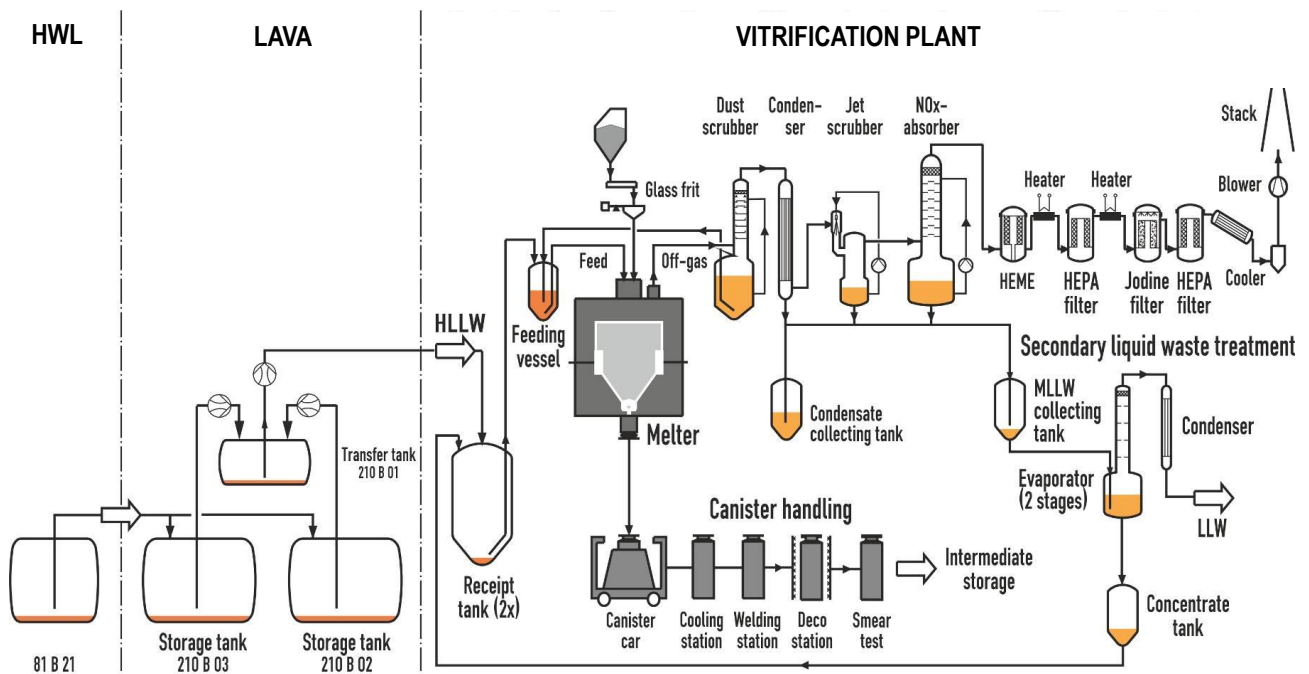 HWL
LAVA
VITRIFICATION PLANT
Dust
scrubber
Conden-
ser
Jet
scrubber
NOx-
absorber
Stack
Glass frit
Heater
Heater
Blower
Feed
Off-gas
HEME
HEPA
filter
Jodine
filter
HEPA
filter
Cooler
HLLW
Feeding
vessel
Melter
Condensate
collecting tank
Secondary liquid waste treatment
MLLW
collecting
tank
Condenser
Evaporator
(2 stages)
LLW
Transfer tank
210 B 01
Canister handling
Intermediate
storage
Receipt
tank (2x)
Canister
car
Cooling
station
Welding
station
Deco
station
Smear
test
Concentrate
tank
Storage tank
210 B 03
Storage tank
210 B 02
81 B 21